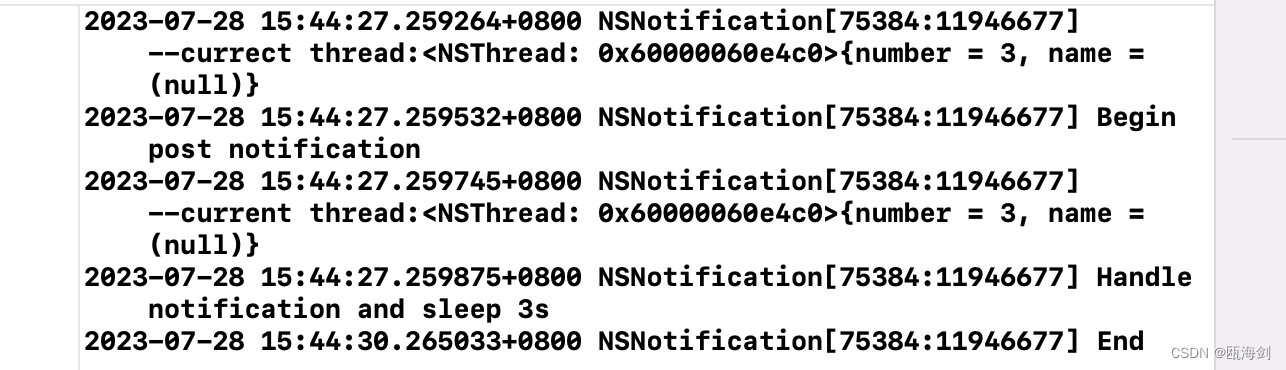 2023-07-28 15:44:27.259264+0800 NSNotification[75384:11946677]
--currect thread:<NSThread: 0x60000060e4c0>{number = 3, name =
(null)}
2023-07-28 15:44:27.259532+0800 NSNotification[75384:11946677] Begin
post notification
2023-07-28 15:44:27.259745+0800 NSNotification[75384:11946677]
--current thread:<NSThread: 0x60000060e4c0>{number = 3, name =
(null)}
2023-07-28 15:44:27.259875+0800 NSNotification[75384:11946677] Handle
notification and sleep 3s
2023-07-28 15:44:30.265033+0800 NSNotification[75384:11946677] End
CSDN @瓯海剑